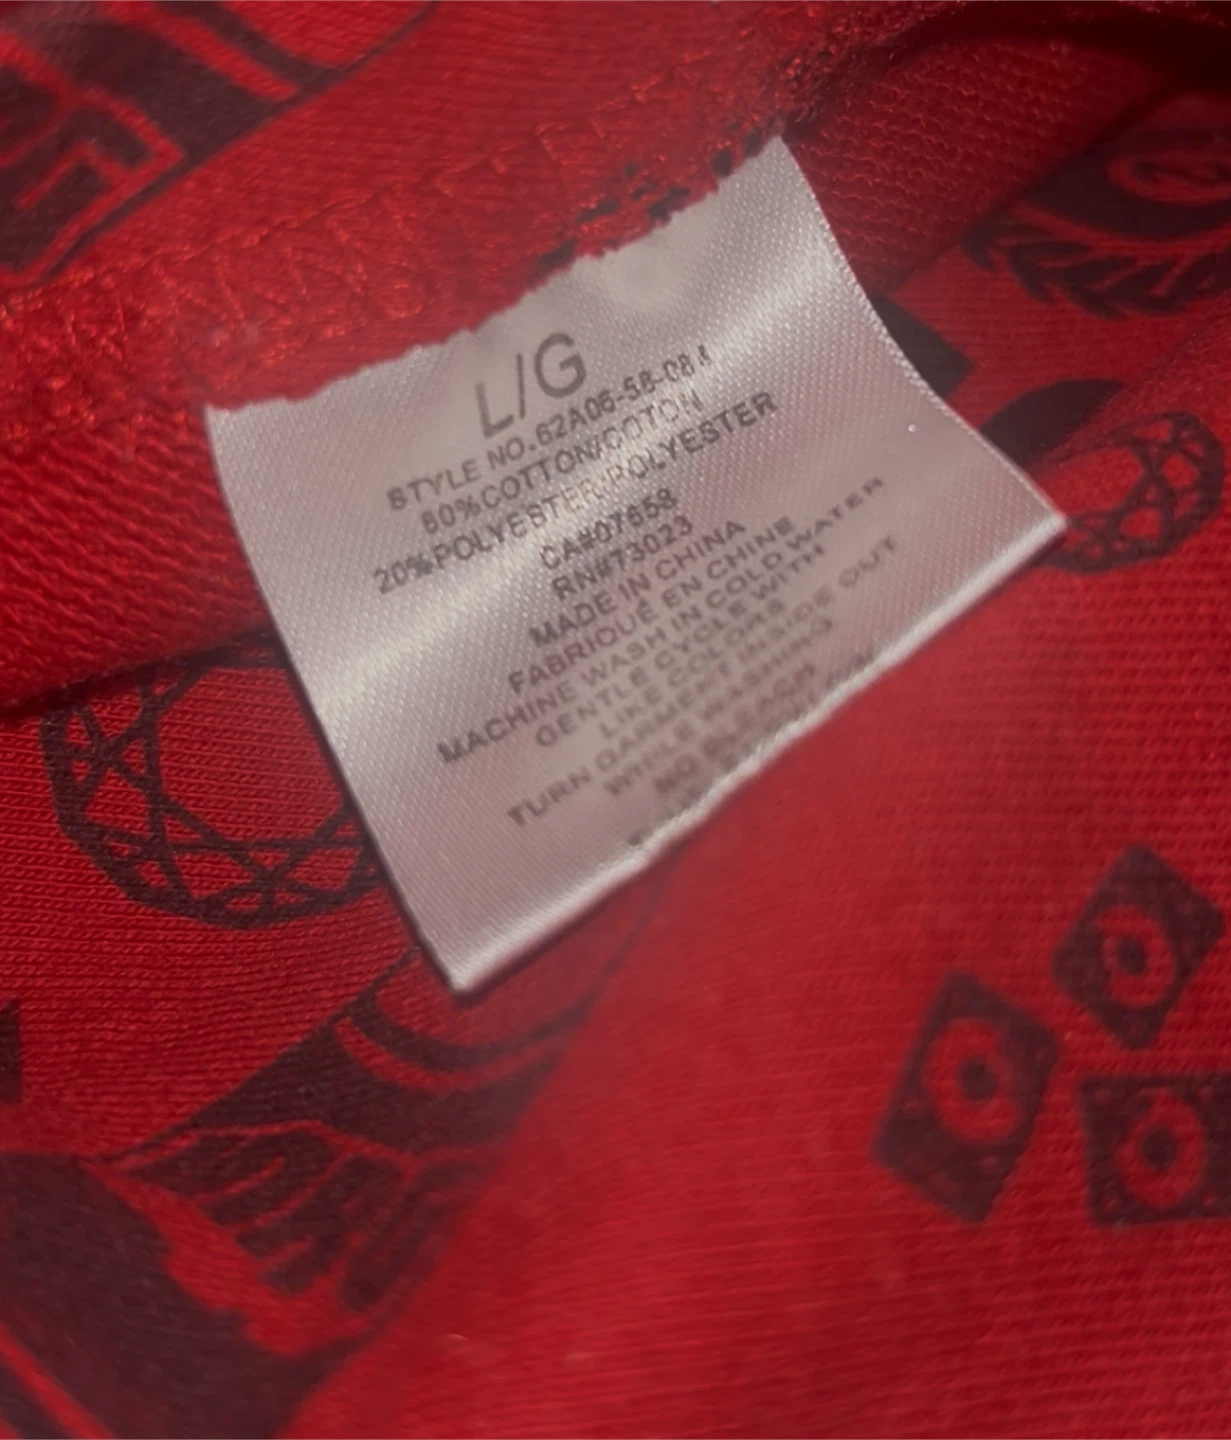 L/G
STYLE NO.62A06-58-084
80%COTTON/COTON
20%POLYESTER/POLYESTER
CA#07658
RN#73023
MADE IN CHINA
FABRIQUÉ EN CHINE
MACHINE WASH IN COLD WATER
GENTLE CYCLE WITH
LIKE COLORS
TURN GARMENT INSIDE OUT
WHILE WASHING
NO BLEACH